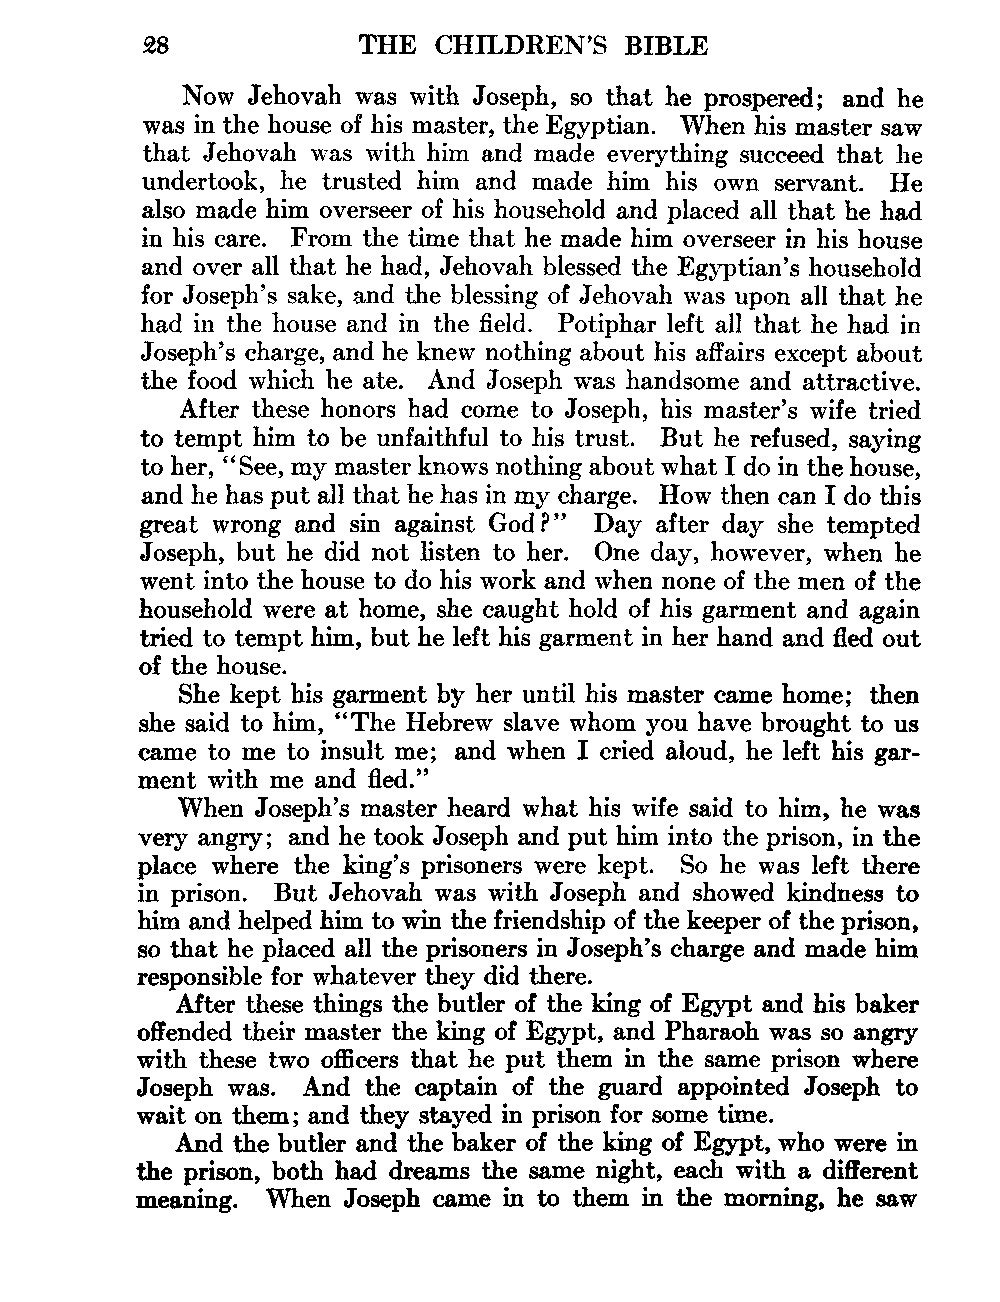 28 THE CHILDREN'S BIBLE
Now Jehovah was with Joseph, so that he prospered; and he
was in the house of his master, the Egyptian. When his master saw
that Jehovah was with him and made everything succeed that he
undertook, he trusted him and made him his own servant. He
also made him overseer of his household and placed all that he had
in his care. From the time that he made him overseer in his house
and over all that he had, Jehovah blessed the Egyptian's household
for Joseph's sake, and the blessing of Jehovah was upon all that he
had in the house and in the field. Potiphar left all that he had in
Joseph's charge, and he knew nothing about his affairs except about
the food which he ate. And Joseph was handsome and attractive.
After these honors had come to Joseph, his master's wife tried
to tempt him to be unfaithful to his trust. But he refused, saying
to her, "See, my master knows nothing about what I do in the house,
and he has put all that he has in my charge. How then can I do this
great wrong and sin against God?" Day after day she tempted
Joseph, but he did not listen to her. One day, however, when he
went into the house to do his work and when none of the men of the
household were at home, she caught hold of his garment and again
tried to tempt him, but he left his garment in her hand and fled out
of the house.
She kept his garment by her until his master came home; then
she said to him, "The Hebrew slave whom you have brought to us
came to me to insult me; and when I cried aloud, he left his gar-
ment with me and fled."
When Joseph's master heard what his wife said to him, he was
very angry; and he took Joseph and put him into the prison, in the
place where the king's prisoners were kept. So he was left there
in prison. But Jehovah was with Joseph and showed kindness to
him and helped him to win the friendship of the keeper of the prison,
so that he placed all the prisoners in Joseph's charge and made him
responsible for whatever they did there.
After these things the butler of the king of Egypt and his baker
offended their master the king of Egypt, and Pharaoh was so angry
with these two officers that he put them in the same prison where
Joseph was. And the captain of the guard appointed Joseph to
wait on them; and they stayed in prison for some time.
And the butler and the baker of the king of Egypt, who were in
the prison, both had dreams the same night, each with a different
meaning. When Joseph came in to them in the morning, he saw